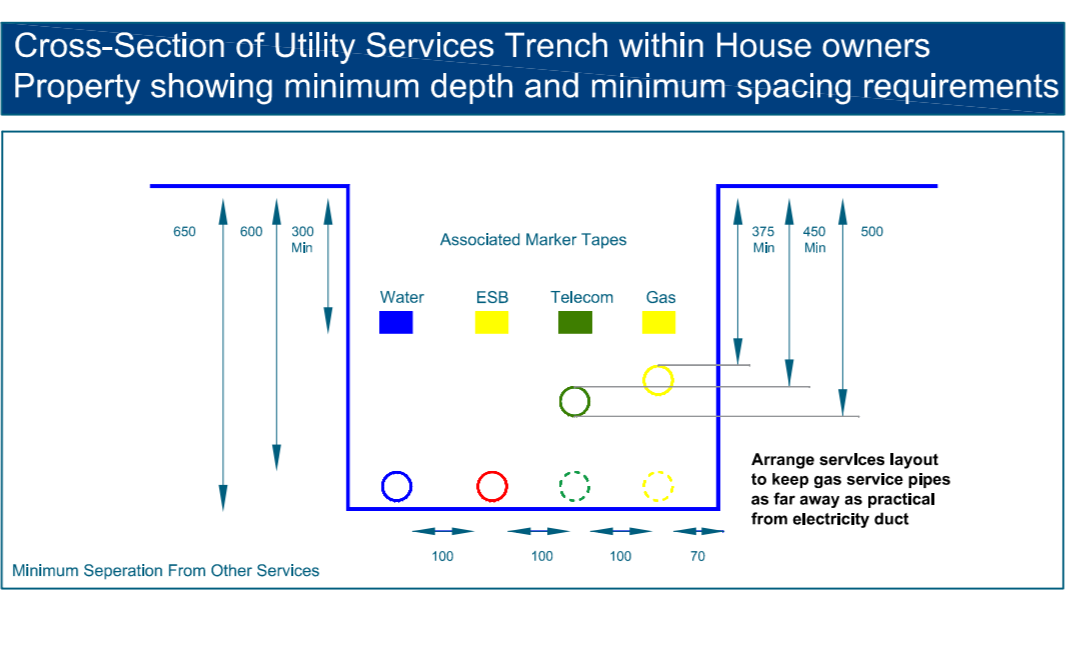 Cross-Section of Utility Services Trench within House owners
Property showing minimum depth and minimum spacing requirements
650
600
300
Min
Associated Marker Tapes
375
Min
450
Min
500
Water
ESB
Telecom
Gas
Arrange services layout
to keep gas service pipes
as far away as practical
from electricity duct
100
100
100
70
Minimum Seperation From Other Services